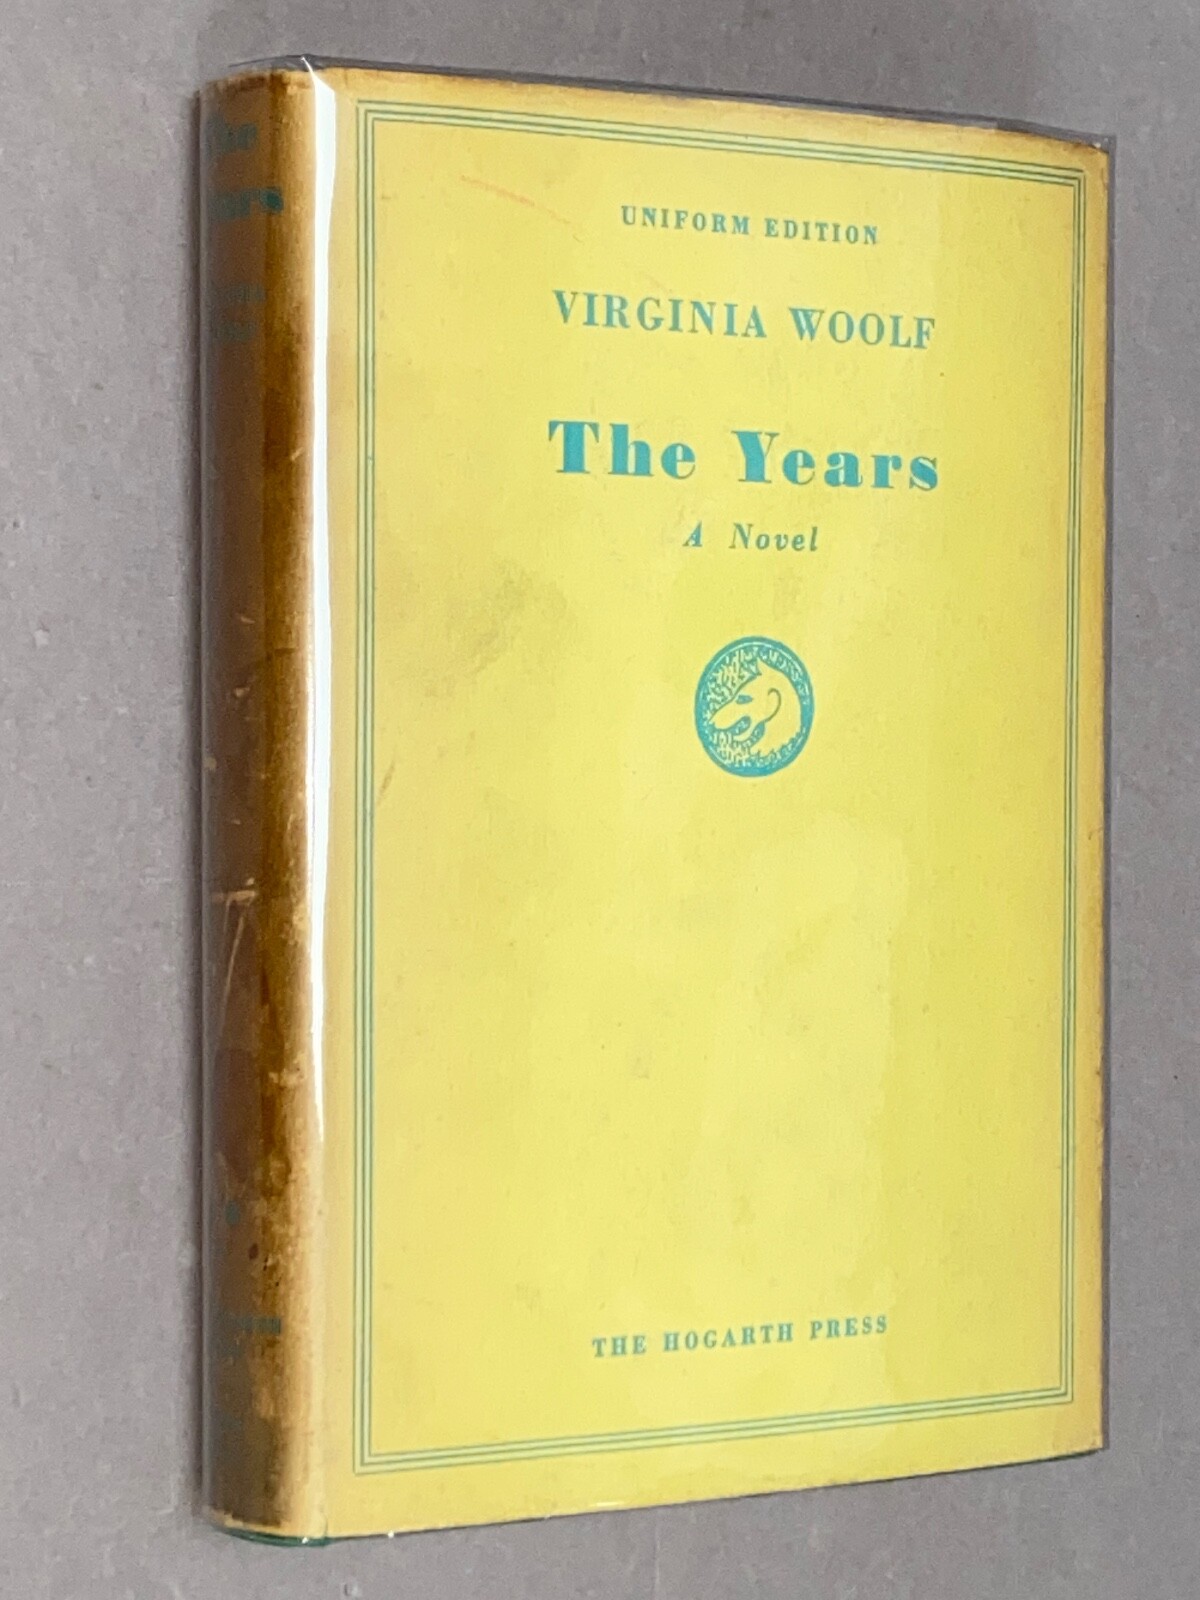 UNIFORM EDITION
VIRGINIA WOOLF
The Years
A Novel
THE HOGARTH PRESS